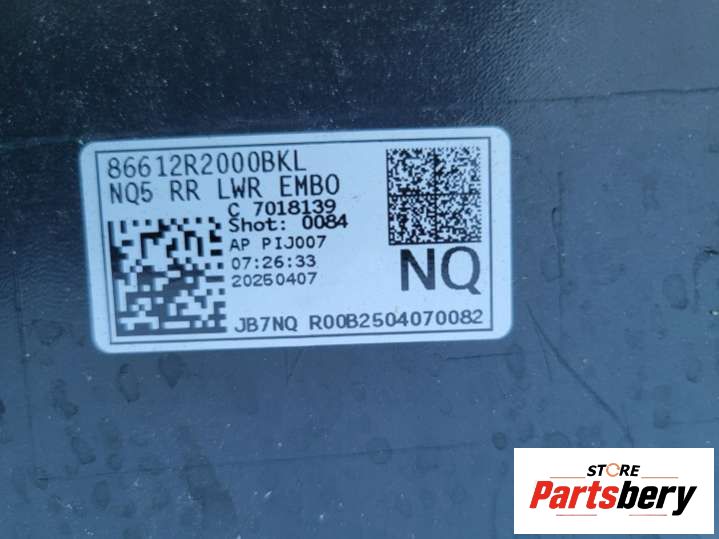 86612R2000BKL
NQ5 RR LWR EMBO
C 7018139
Shot: 0084
AP PIJ007
07:26:33
20250407
NQ
JB7NQ R00B2504070082
STORE
Partsbery